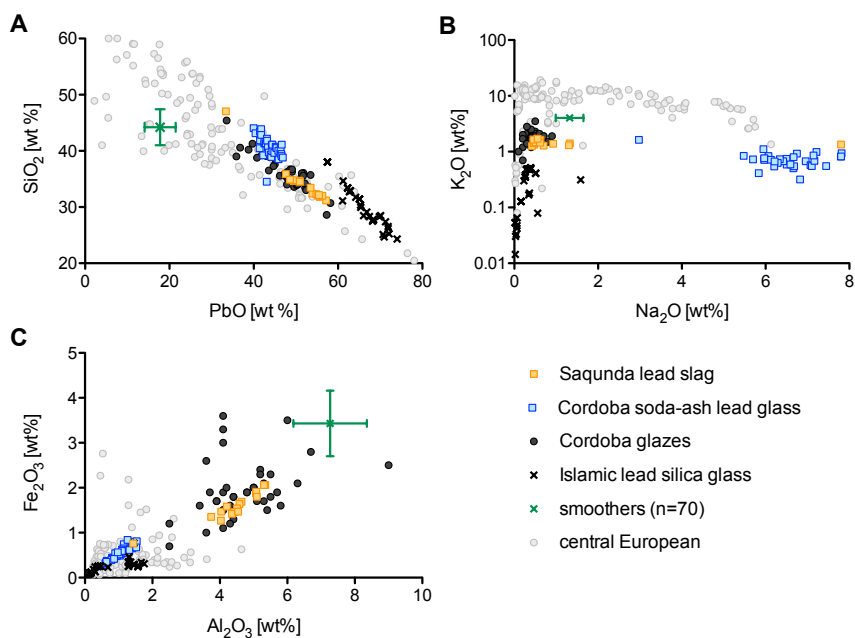 A
60
50
40
30
20
SiO2 [wt %]
0 20 40 60 80
PbO [wt %]
B
100
10
1
0.1
0.01
K2O [wt%]
0 2 4 6 8
Na2O [wt%]
C
5
4
3
2
1
0
Fe2O3 [wt%]
0 2 4 6 8 10
Al2O3 [wt%]
Saqunda lead slag
Cordoba soda-ash lead glass
Cordoba glazes
Islamic lead silica glass
smoothers (n=70)
central European